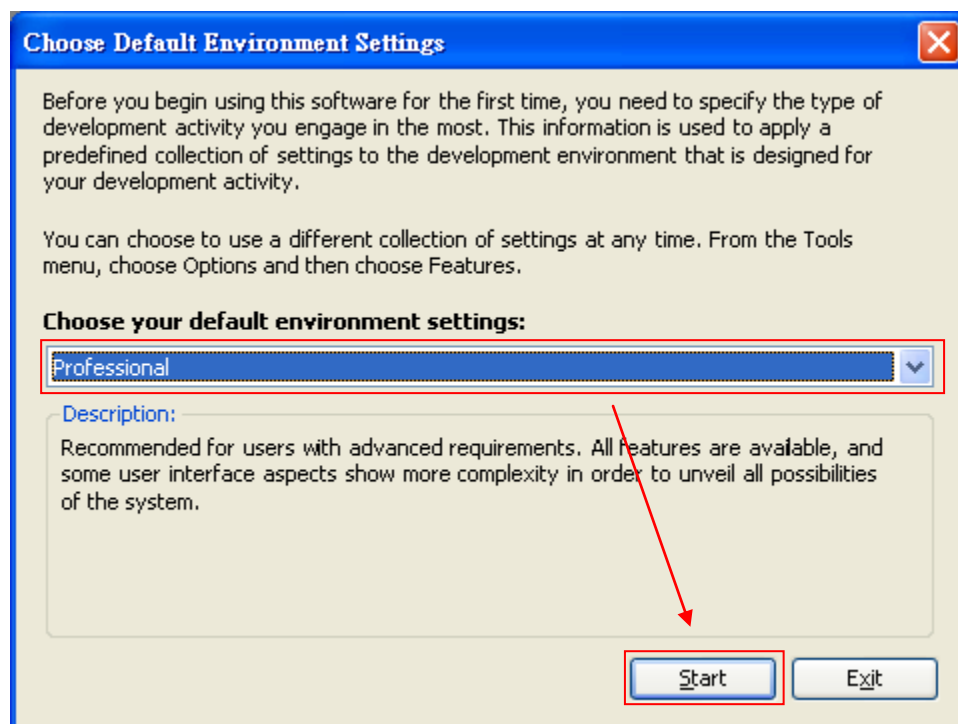 Choose Default Environment Settings
Before you begin using this software for the first time, you need to specify the type of
development activity you engage in the most. This information is used to apply a
predefined collection of settings to the development environment that is designed for
your development activity.
You can choose to use a different collection of settings at any time. From the Tools
menu, choose Options and then choose Features.
Choose your default environment settings:
Professional
Description:
Recommended for users with advanced requirements. All features are available, and
some user interface aspects show more complexity in order to unveil all possibilities
of the system.
Start
Exit